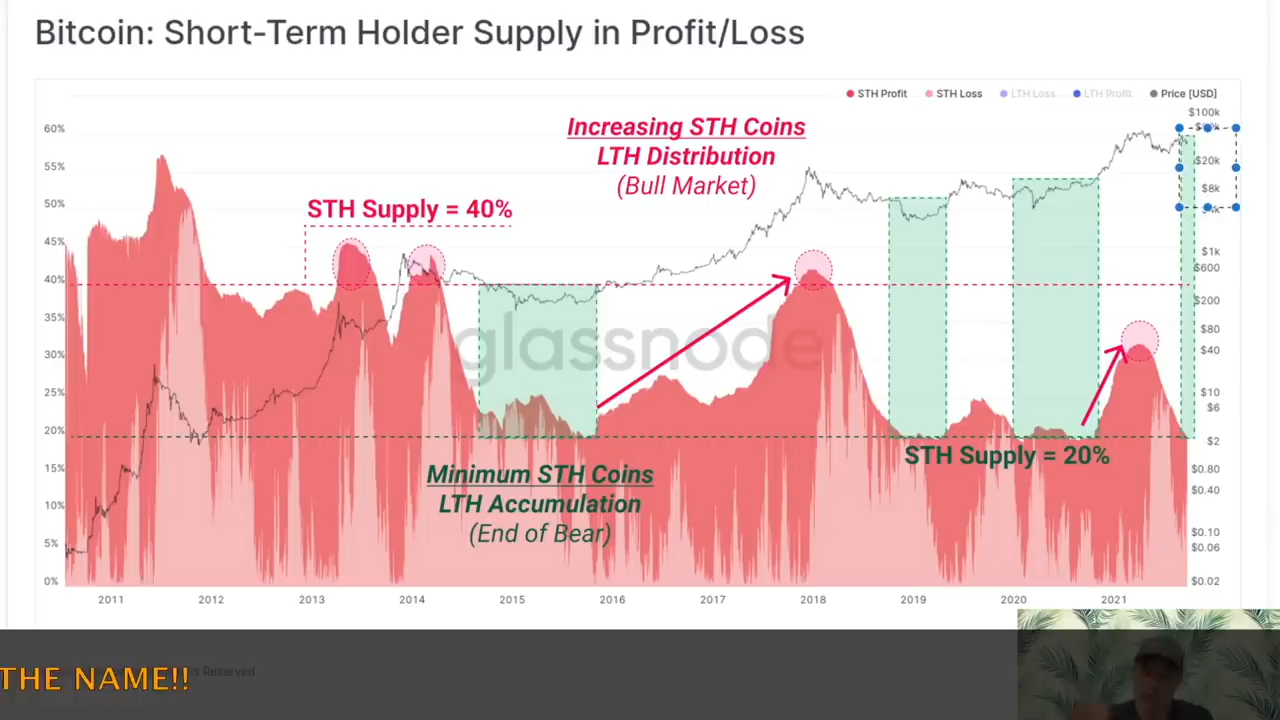 Bitcoin: Short-Term Holder Supply in Profit/Loss
STH Profit STH Loss LTH Loss LTH Profit Price [USD]
60%
55%
50%
45%
40%
35%
30%
25%
20%
15%
10%
5%
0%
$100k
$20k
$8k
$1k
$600
$200
$80
$40
$10
$6
$2
$0.80
$0.40
$0.10
$0.06
$0.02
Increasing STH Coins
LTH Distribution
(Bull Market)
STH Supply = 40%
glassnode
Minimum STH Coins
LTH Accumulation
(End of Bear)
STH Supply = 20%
2011 2012 2013 2014 2015 2016 2017 2018 2019 2020 2021
Reserved.
THE NAME!!